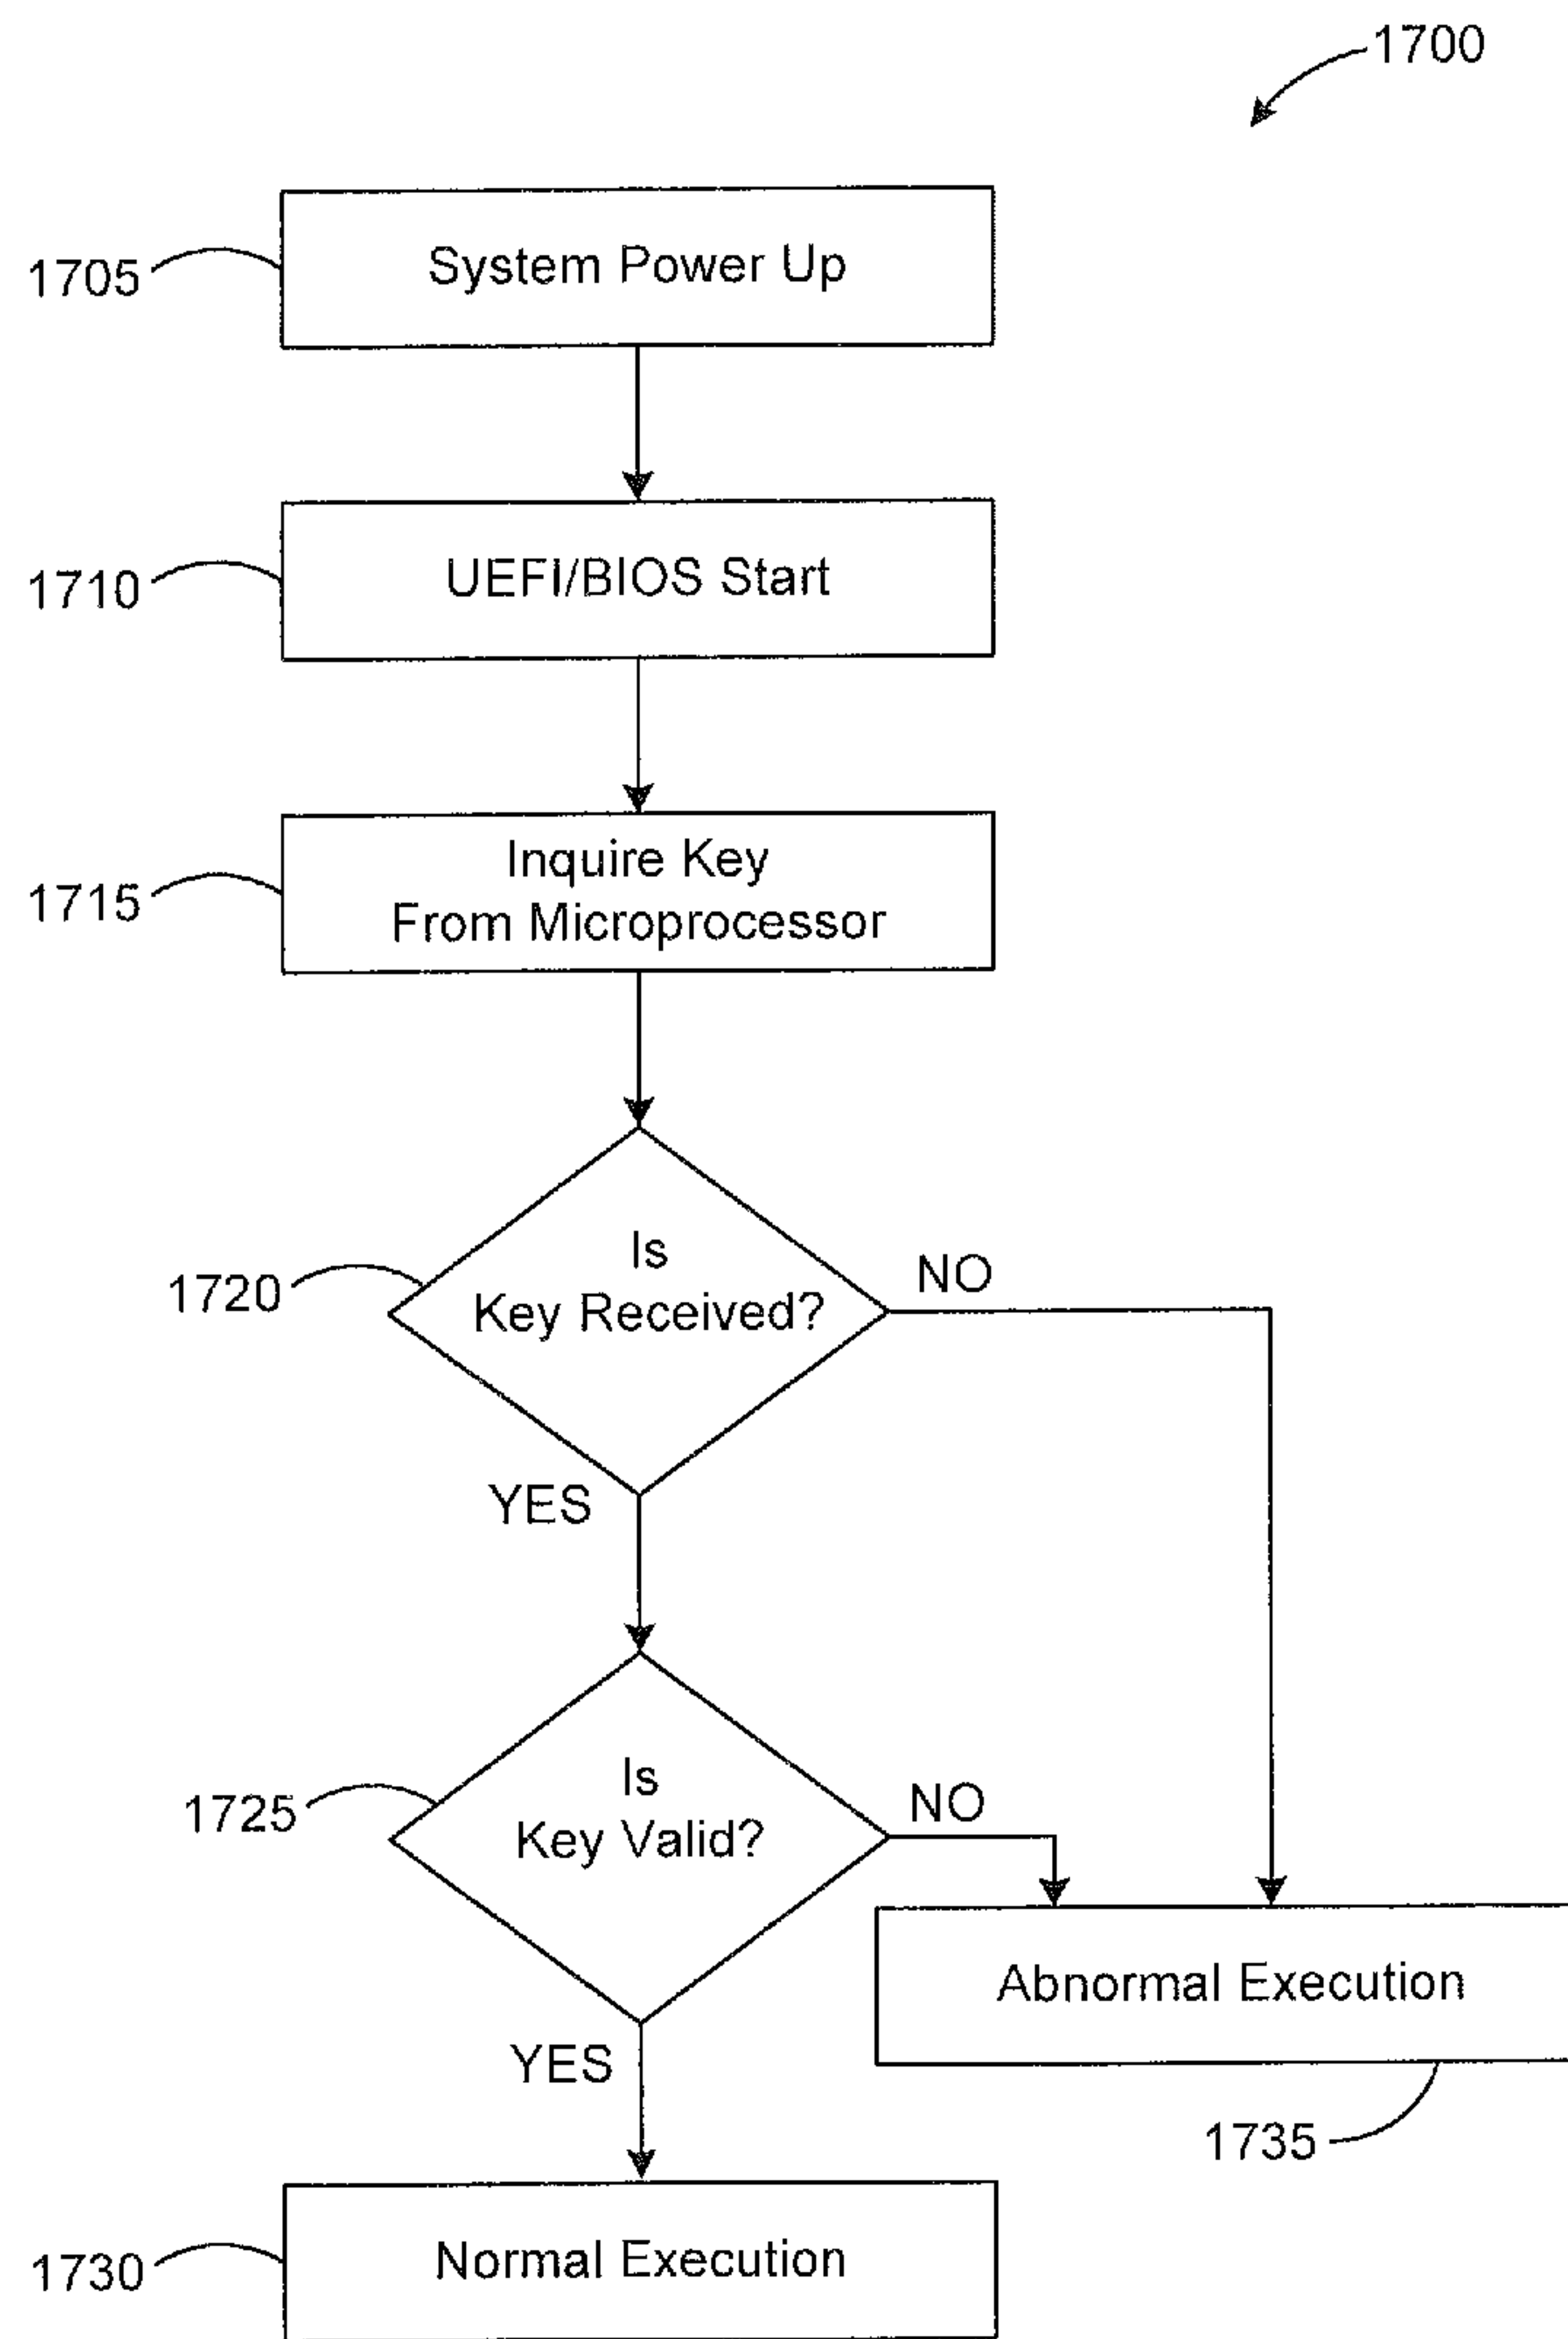 1700
1705
System Power Up
1710
UEFI/BIOS Start
1715
Inquire Key
From Microprocessor
1720
Is
Key Received?
NO
YES
1725
Is
Key Valid?
NO
Abnormal Execution
YES
1735
1730
Normal Execution